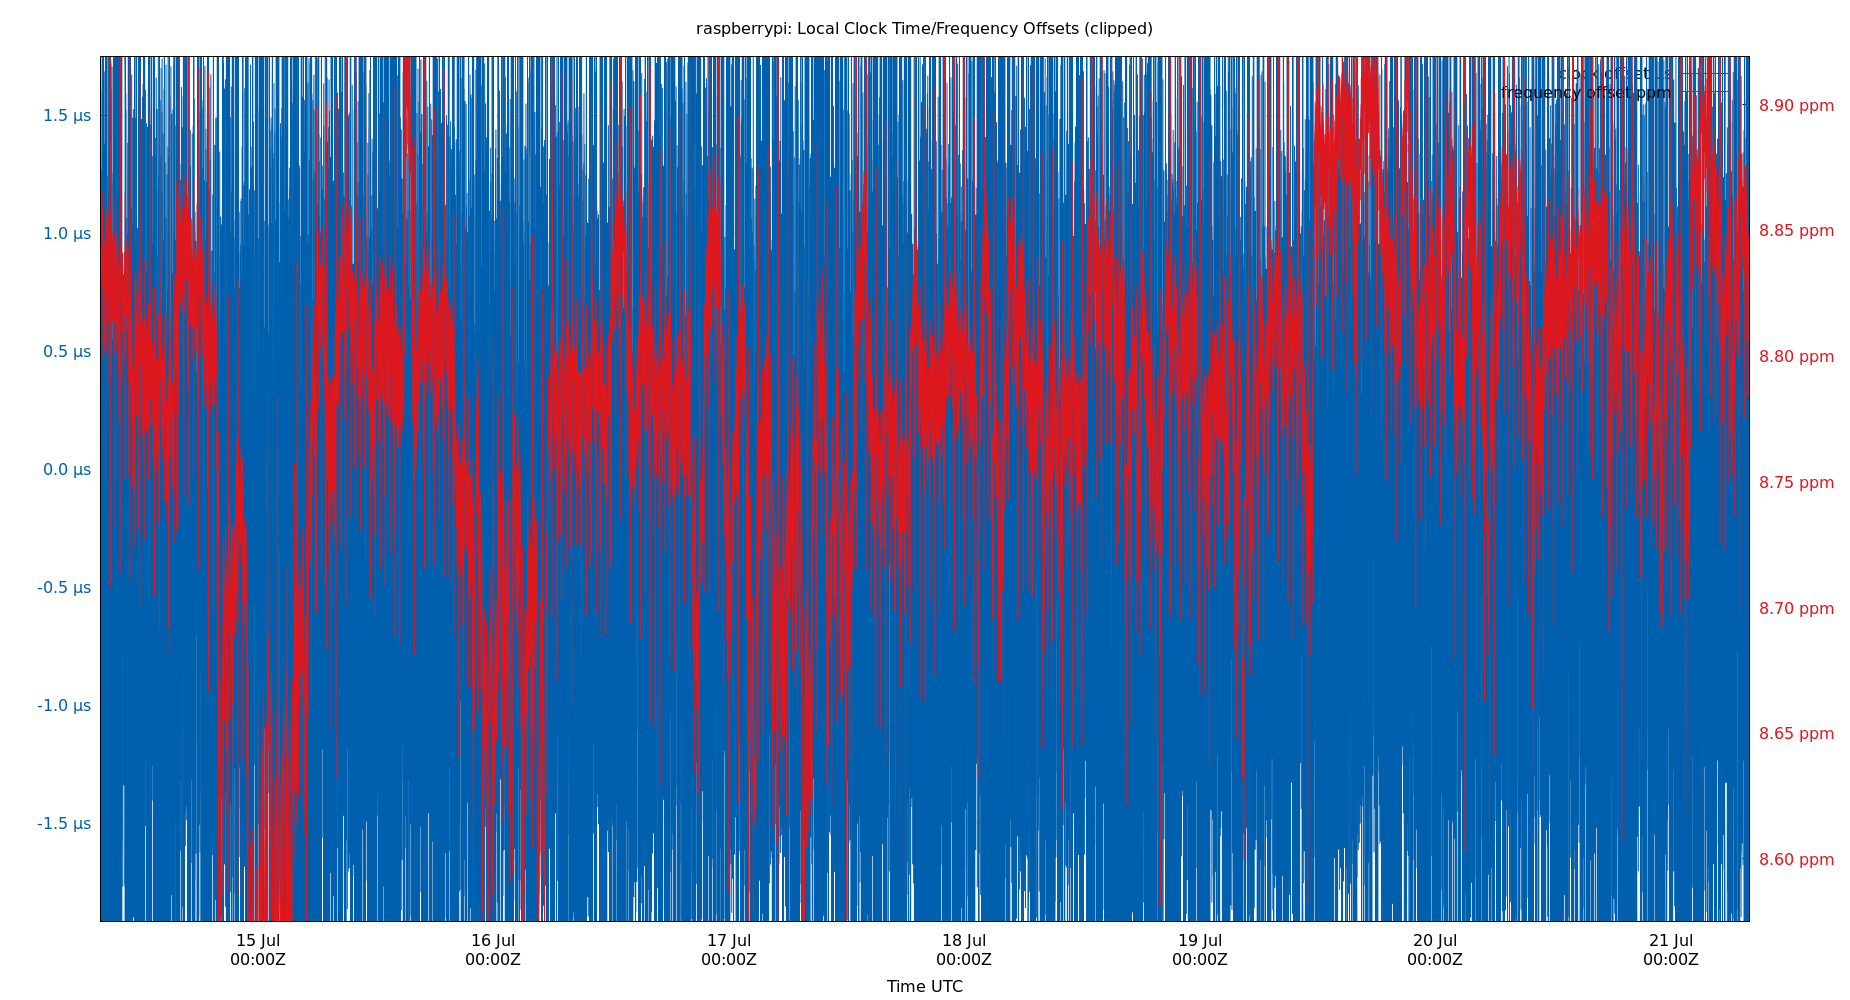 raspberrypi: Local Clock Time/Frequency Offsets (clipped)
clock offset µs
frequency offset ppm
1.5 µs
1.0 µs
0.5 µs
0.0 µs
-0.5 µs
-1.0 µs
-1.5 µs
8.90 ppm
8.85 ppm
8.80 ppm
8.75 ppm
8.70 ppm
8.65 ppm
8.60 ppm
15 Jul
00:00Z
16 Jul
00:00Z
17 Jul
00:00Z
18 Jul
00:00Z
19 Jul
00:00Z
20 Jul
00:00Z
21 Jul
00:00Z
Time UTC